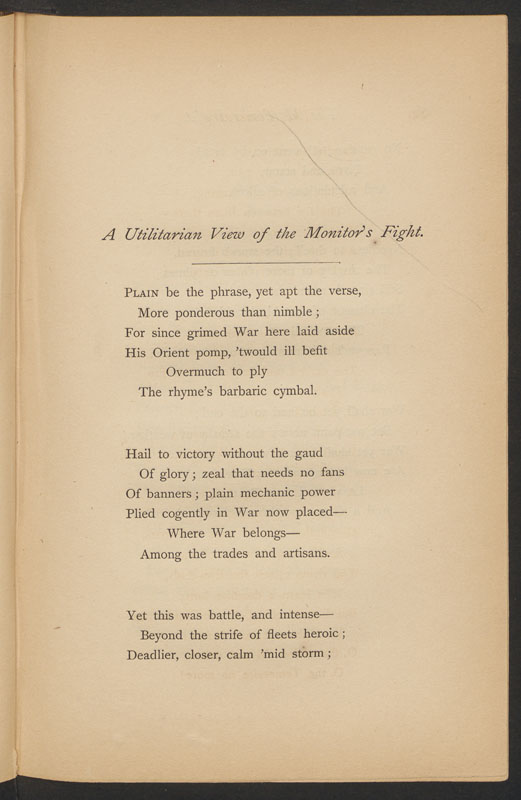 A Utilitarian View of the Monitor's Fight.
PLAIN be the phrase, yet apt the verse,
More ponderous than nimble;
For since grimed War here laid aside
His Orient pomp, 'twould ill befit
Overmuch to ply
The rhyme's barbaric cymbal.
Hail to victory without the gaud
Of glory; zeal that needs no fans
Of banners; plain mechanic power
Plied cogently in War now placed—
Where War belongs—
Among the trades and artisans.
Yet this was battle, and intense—
Beyond the strife of fleets heroic;
Deadlier, closer, calm 'mid storm;